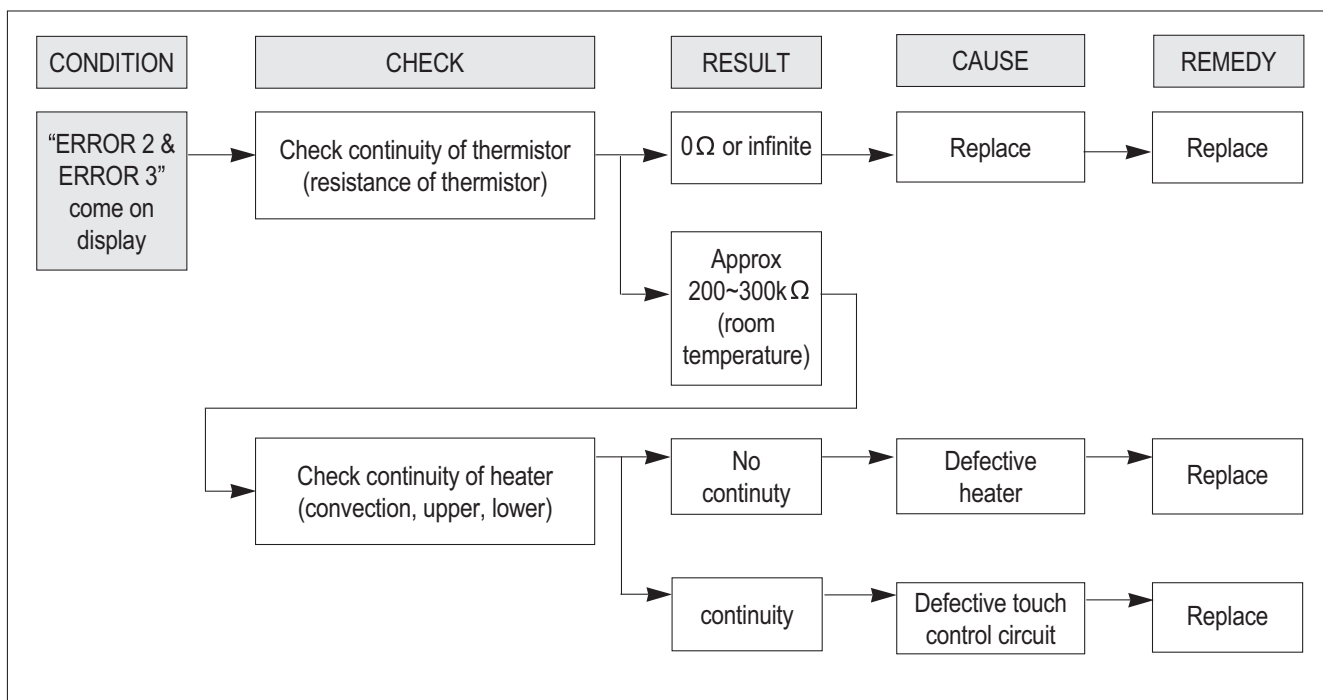 CONDITION
CHECK
RESULT
CAUSE
REMEDY
“ERROR 2 &
ERROR 3”
come on
display
Check continuity of thermistor
(resistance of thermistor)
0Ω or infinite
Replace
Replace
Approx
200~300kΩ
(room
temperature)
Check continuity of heater
(convection, upper, lower)
No
continuty
Defective
heater
Replace
continuity
Defective touch
control circuit
Replace